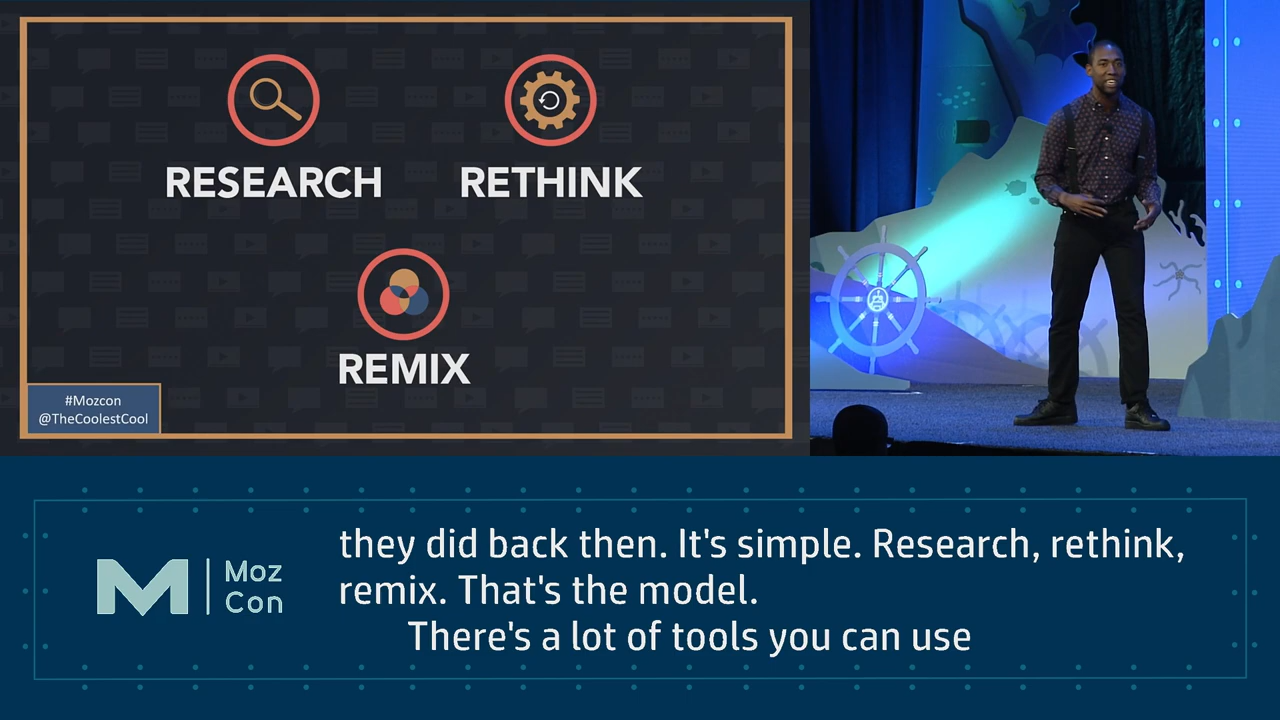 RESEARCH
RETHINK
REMIX
#Mozcon
@TheCoolestCool
Moz
Con
they did back then. It's simple. Research, rethink,
remix. That's the model.
There's a lot of tools you can use